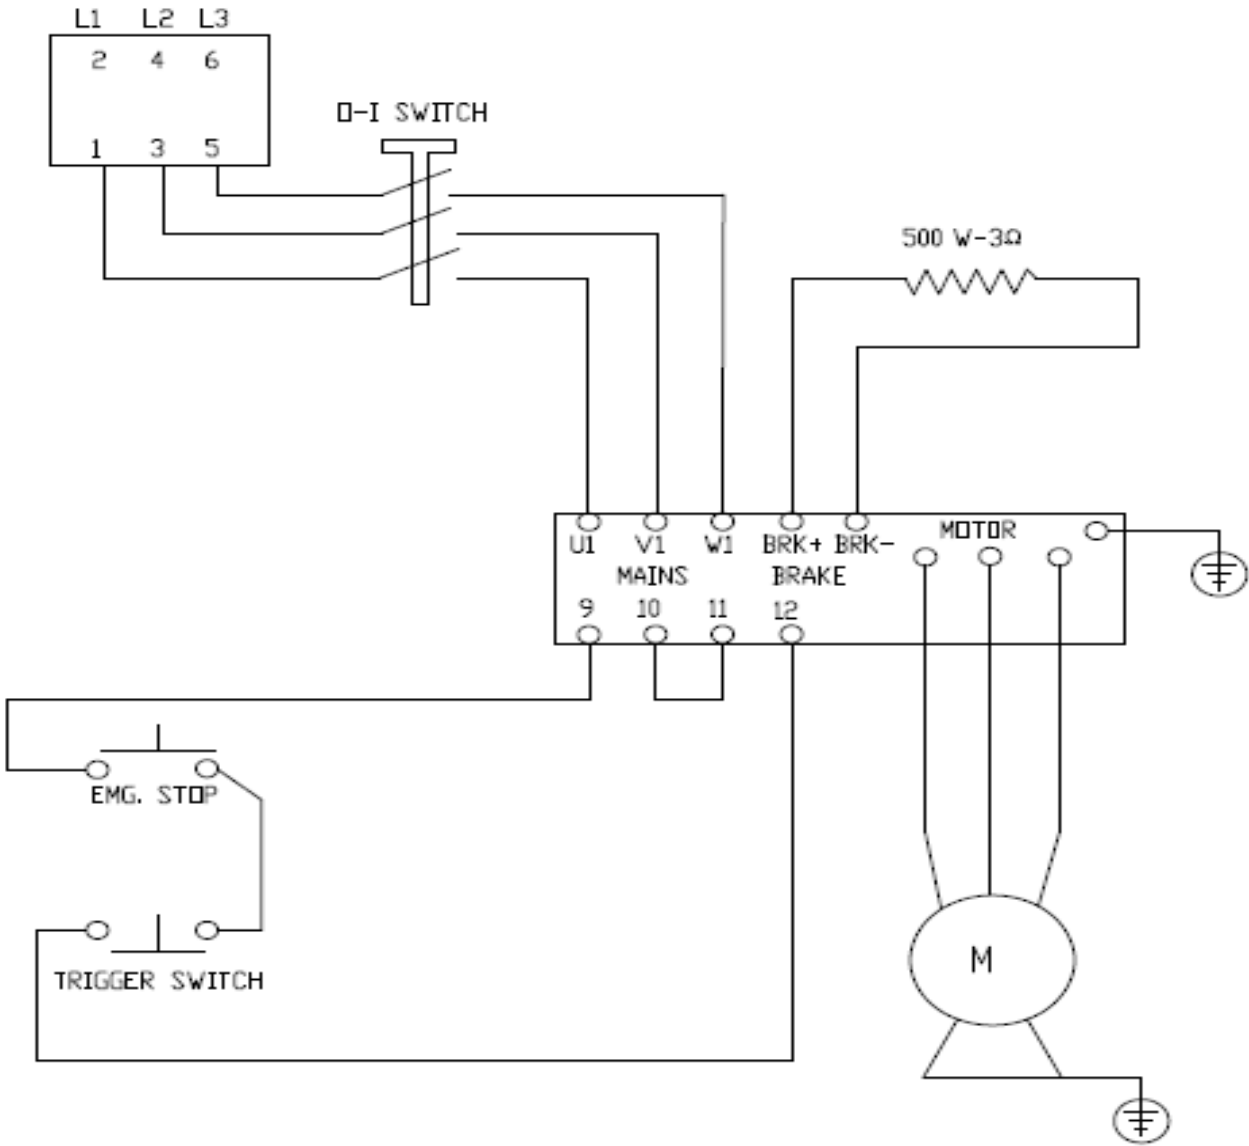 L1 L2 L3
2 4 6
1 3 5
O-I SWITCH
500 W-3Ω
U1 V1 W1 BRK+ BRK- MOTOR
MAINS BRAKE
9 10 11 12
EMG. STOP
TRIGGER SWITCH
M